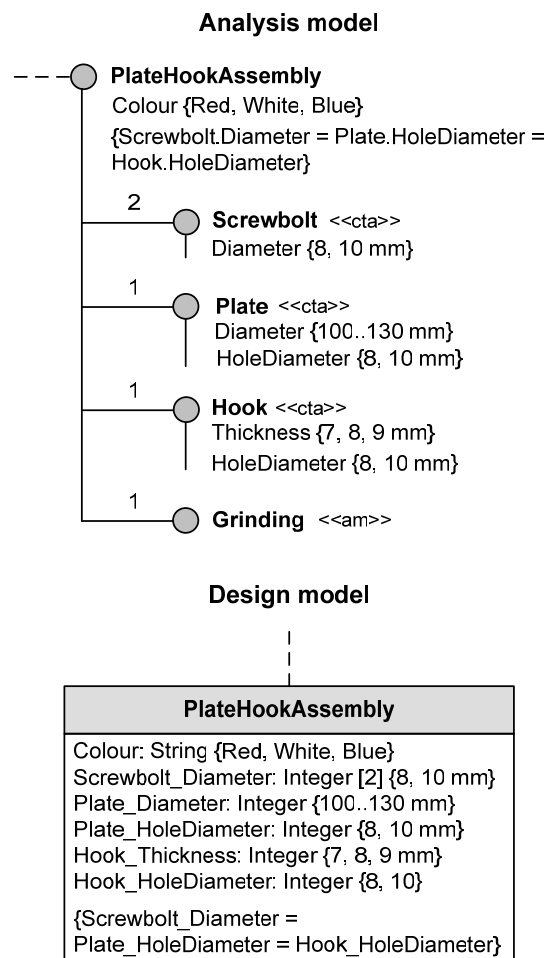 Analysis model
PlateHookAssembly
Colour {Red, White, Blue}
{Screwbolt.Diameter = Plate.HoleDiameter =
Hook.HoleDiameter}
2
Screwbolt <<cta>>
Diameter {8, 10 mm}
1
Plate <<cta>>
Diameter {100..130 mm}
HoleDiameter {8, 10 mm}
1
Hook <<cta>>
Thickness {7, 8, 9 mm}
HoleDiameter {8, 10 mm}
1
Grinding <<am>>
Design model
PlateHookAssembly
Colour: String {Red, White, Blue}
Screwbolt_Diameter: Integer [2] {8, 10 mm}
Plate_Diameter: Integer {100..130 mm}
Plate_HoleDiameter: Integer {8, 10 mm}
Hook_Thickness: Integer {7, 8, 9 mm}
Hook_HoleDiameter: Integer {8, 10}
{Screwbolt_Diameter =
Plate_HoleDiameter = Hook_HoleDiameter}